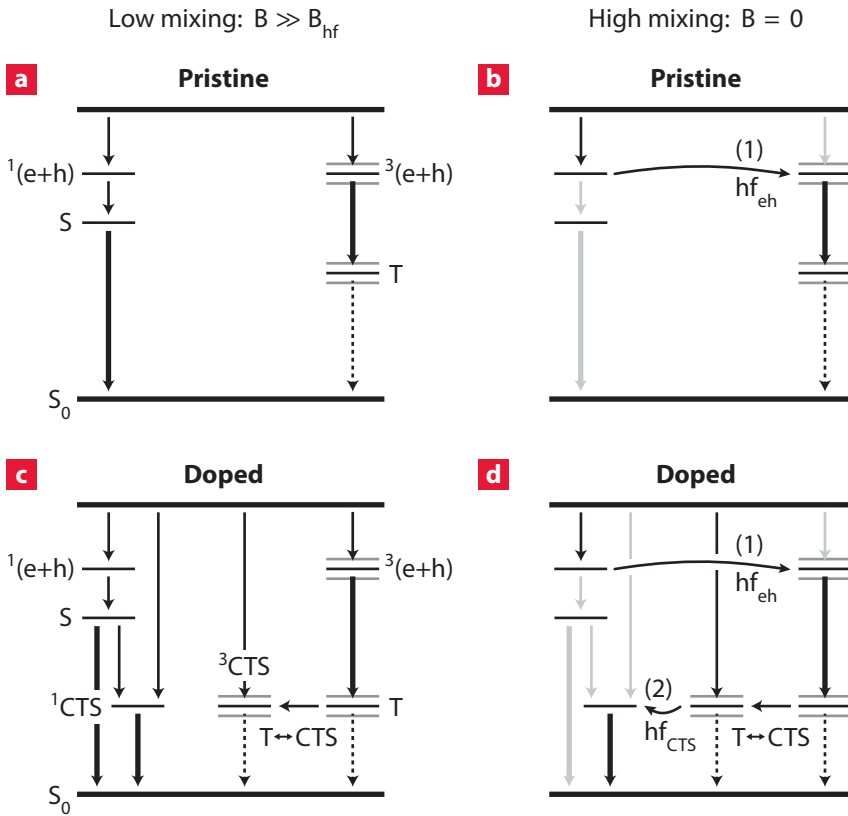 Low mixing: B ≫ B_hf
High mixing: B = 0
a Pristine
¹(e+h)
³(e+h)
S
T
S₀
b Pristine
(1)
hf_eh
c Doped
¹(e+h)
³(e+h)
S
³CTS
¹CTS
T
T↔CTS
S₀
d Doped
(1)
hf_eh
(2)
hf_CTS
T↔CTS